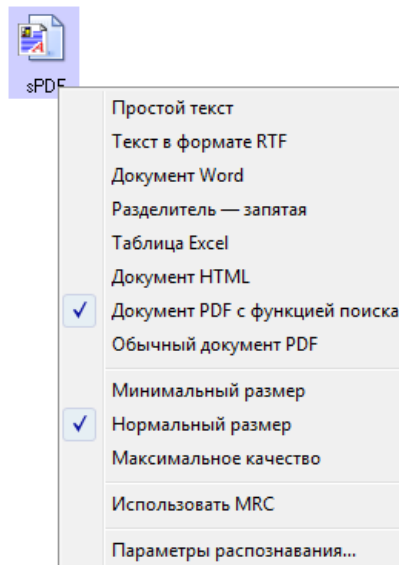 sPDF
Простой текст
Текст в формате RTF
Документ Word
Разделитель — запятая
Таблица Excel
Документ HTML
Документ PDF с функцией поиска
Обычный документ PDF
Минимальный размер
Нормальный размер
Максимальное качество
Использовать MRC
Параметры распознавания...